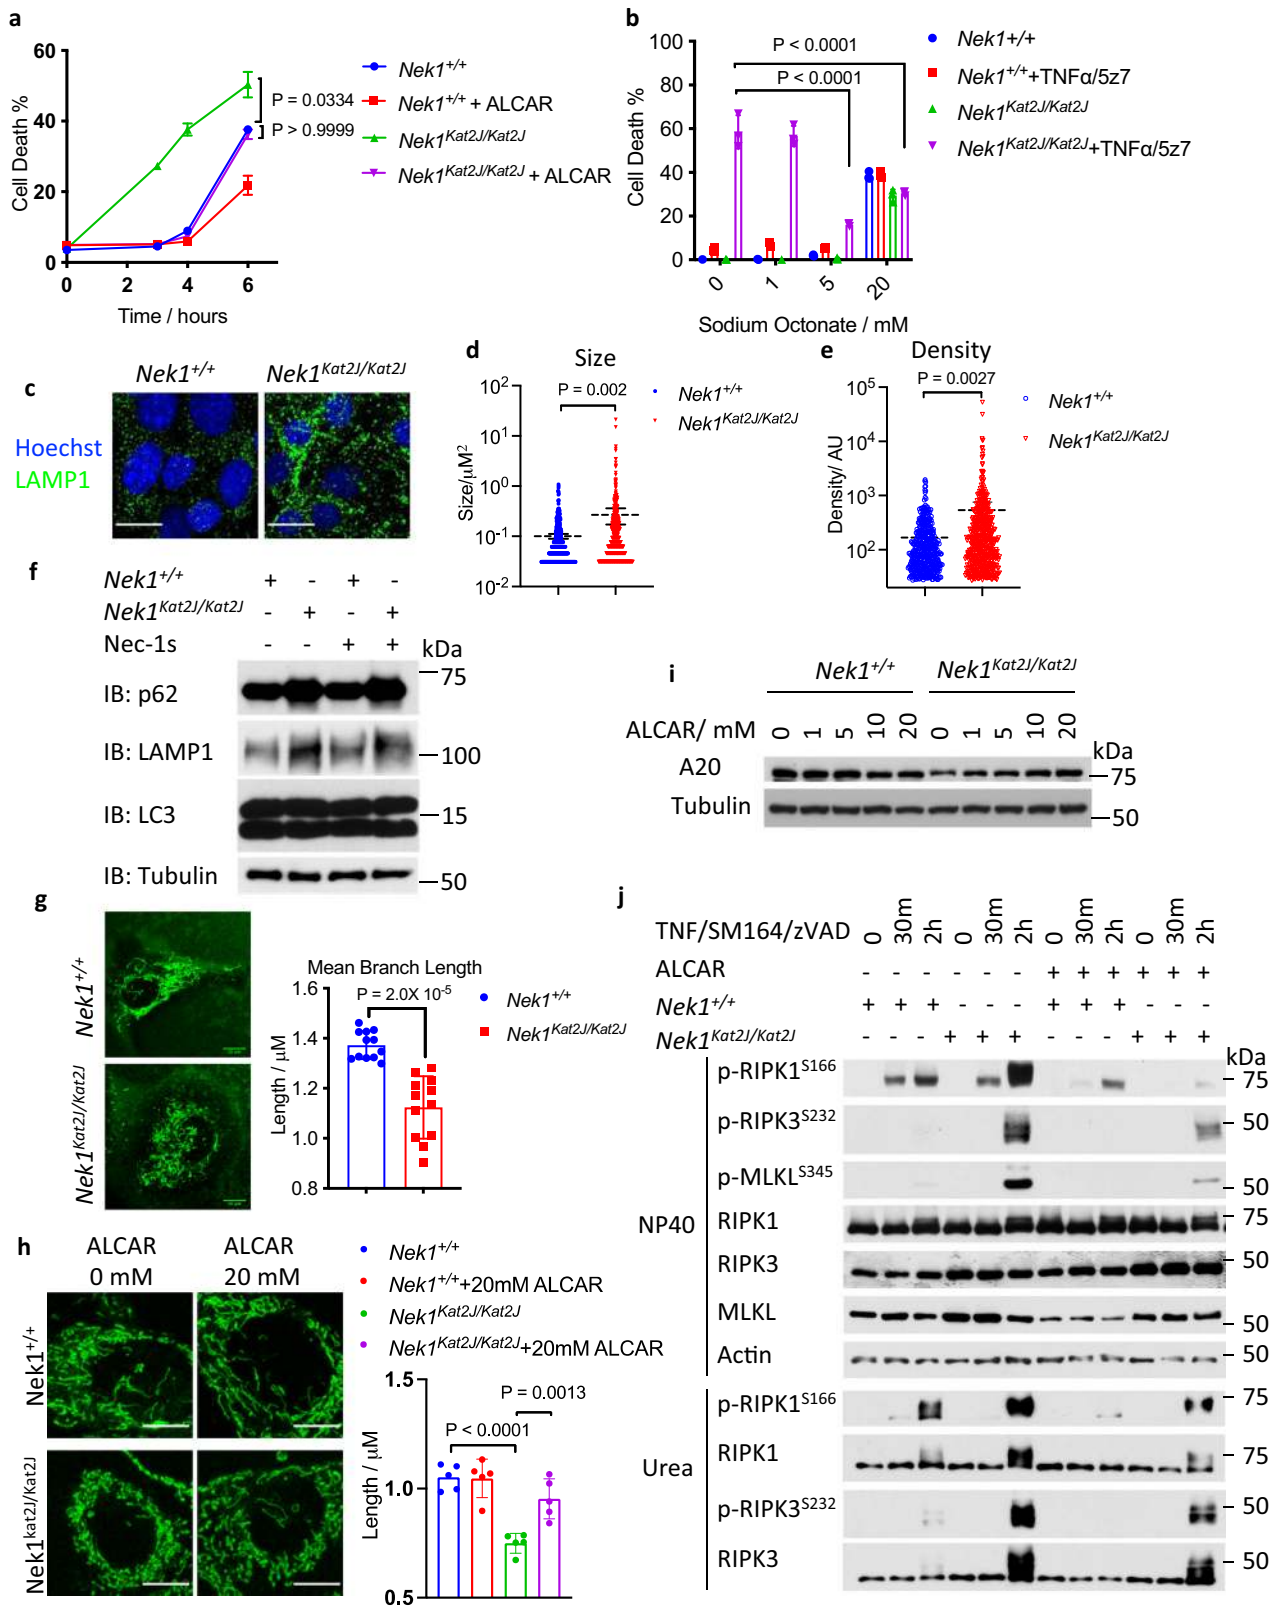 a
Cell Death %
60
40
20
0
0 2 4 6
Time / hours
P = 0.0334
P > 0.9999
Nek1+/+
Nek1+/+ + ALCAR
Nek1Kat2J/Kat2J
Nek1Kat2J/Kat2J + ALCAR
b
Cell Death %
100
80
60
40
20
0
0 1 5 20
Sodium Octonate / mM
P < 0.0001
P < 0.0001
Nek1+/+
Nek1+/++TNFα/5z7
Nek1Kat2J/Kat2J
Nek1Kat2J/Kat2J+TNFα/5z7
c
Nek1+/+ Nek1Kat2J/Kat2J
Hoechst
LAMP1
d
Size
P = 0.002
Size/μM2
102
101
100
10-1
10-2
Nek1+/+
Nek1Kat2J/Kat2J
e
Density
P = 0.0027
Density/ AU
105
104
103
102
Nek1+/+
Nek1Kat2J/Kat2J
f
Nek1+/+ + - + -
Nek1Kat2J/Kat2J - + - +
Nec-1s - - + + kDa
IB: p62 75
IB: LAMP1 100
IB: LC3 15
IB: Tubulin 50
g
Nek1+/+
Nek1Kat2J/Kat2J
Mean Branch Length
P = 2.0X 10-5
Length / μM
1.6
1.4
1.2
1.0
0.8
Nek1+/+
Nek1Kat2J/Kat2J
h
ALCAR ALCAR
0 mM 20 mM
Nek1+/+
Nek1kat2J/Kat2J
Nek1+/+
Nek1+/++20mM ALCAR
Nek1Kat2J/Kat2J
Nek1Kat2J/Kat2J+20mM ALCAR
Length / μM
1.5
1.0
0.5
P = 0.0013
P < 0.0001
i
Nek1+/+ Nek1Kat2J/Kat2J
ALCAR/ mM 0 1 5 10 20 0 1 5 10 20 kDa
A20 75
Tubulin 50
j
TNF/SM164/zVAD 0 30m 2h 0 30m 2h 0 30m 2h 0 30m 2h
ALCAR - - - - - - + + + + + +
Nek1+/+ + + + - - - + + + - - -
Nek1Kat2J/Kat2J - - - + + + - - - + + +
kDa
NP40
p-RIPK1S166 75
p-RIPK3S232 50
p-MLKLS345 50
RIPK1 75
RIPK3 50
MLKL 50
Actin 50
Urea
p-RIPK1S166 75
RIPK1 75
p-RIPK3S232 50
RIPK3 50